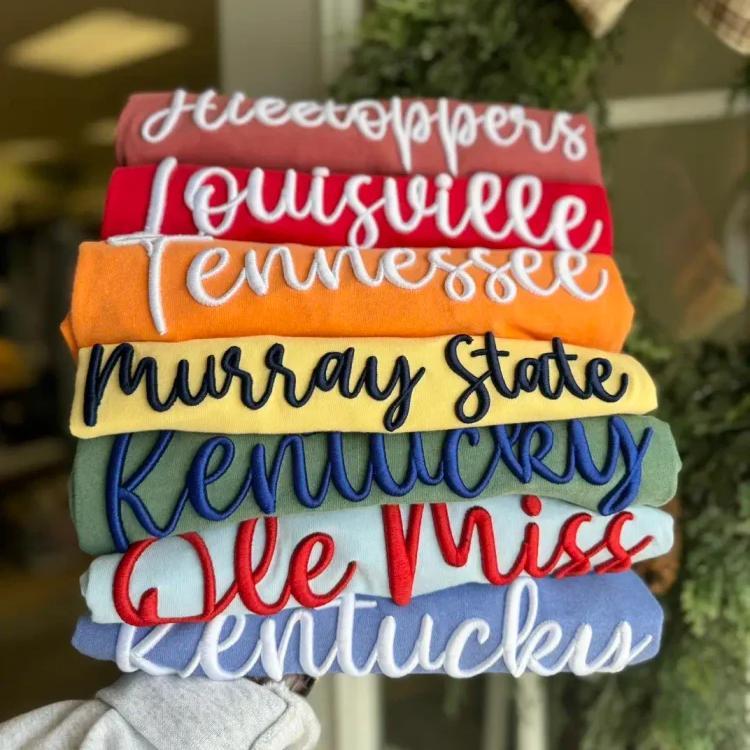 Hilltoppers
Louisville
Tennessee
Murray State
Kentucky
Ole Miss
Kentucky